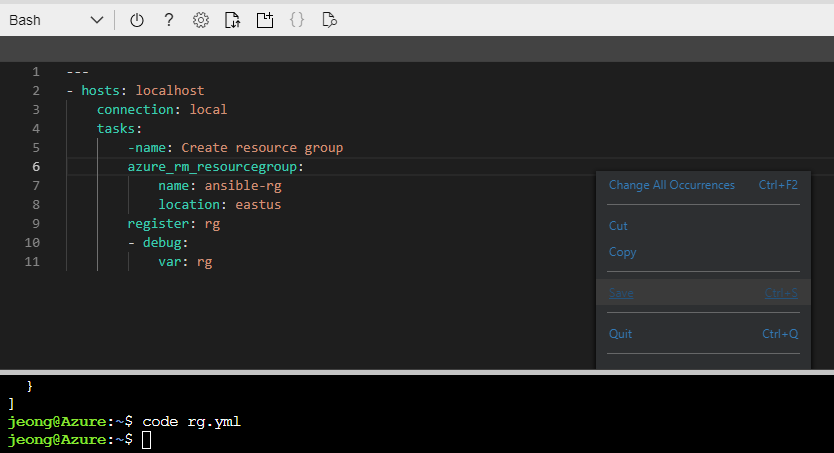 Bash
?
{}
1 ---
2 - hosts: localhost
3 connection: local
4 tasks:
5 -name: Create resource group
6 azure_rm_resourcegroup:
7 name: ansible-rg
8 location: eastus
9 register: rg
10 - debug:
11 var: rg
Change All Occurrences Ctrl+F2
Cut
Copy
Save Ctrl+S
Quit Ctrl+Q
}
]
jeong@Azure:~$ code rg.yml
jeong@Azure:~$